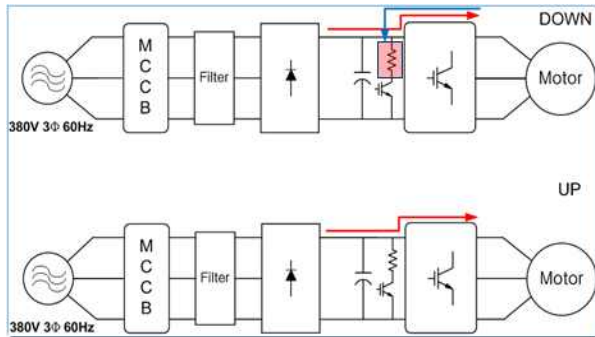 DOWN
M
C
C
B
Filter
Motor
380V 3Φ 60Hz
UP
M
C
C
B
Filter
Motor
380V 3Φ 60Hz